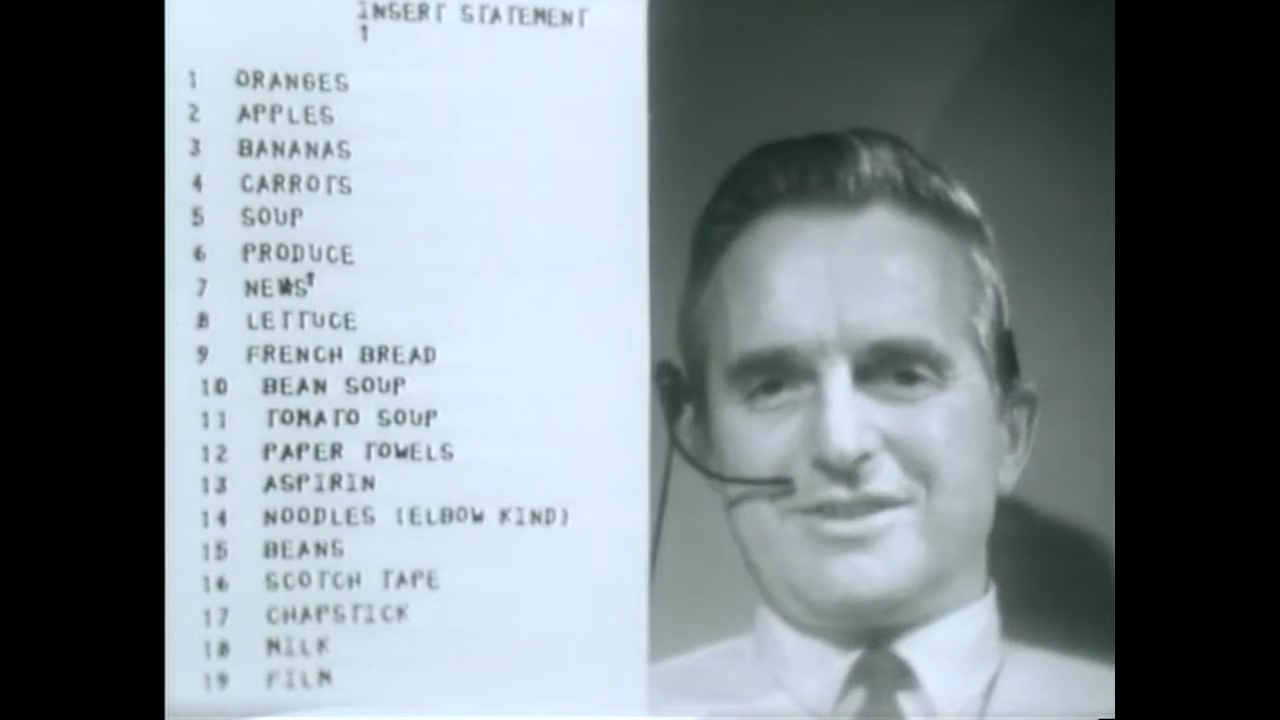 INSERT STATEMENT
↑
1 ORANGES
2 APPLES
3 BANANAS
4 CARROTS
5 SOUP
6 PRODUCE
7 NEWS↑
8 LETTUCE
9 FRENCH BREAD
10 BEAN SOUP
11 TOMATO SOUP
12 PAPER TOWELS
13 ASPIRIN
14 NOODLES (ELBOW KIND)
15 BEANS
16 SCOTCH TAPE
17 CHAPSTICK
18 MILK
19 FILM